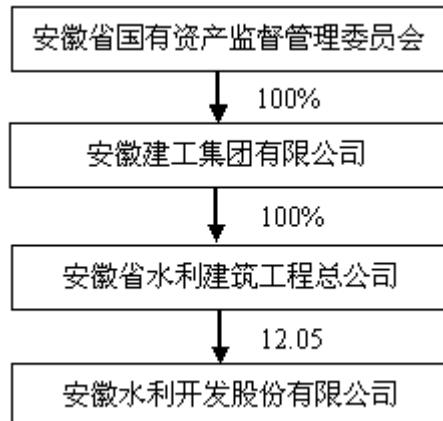 安徽省国有资产监督管理委员会
100%
安徽建工集团有限公司
100%
安徽省水利建筑工程总公司
12.05
安徽水利开发股份有限公司